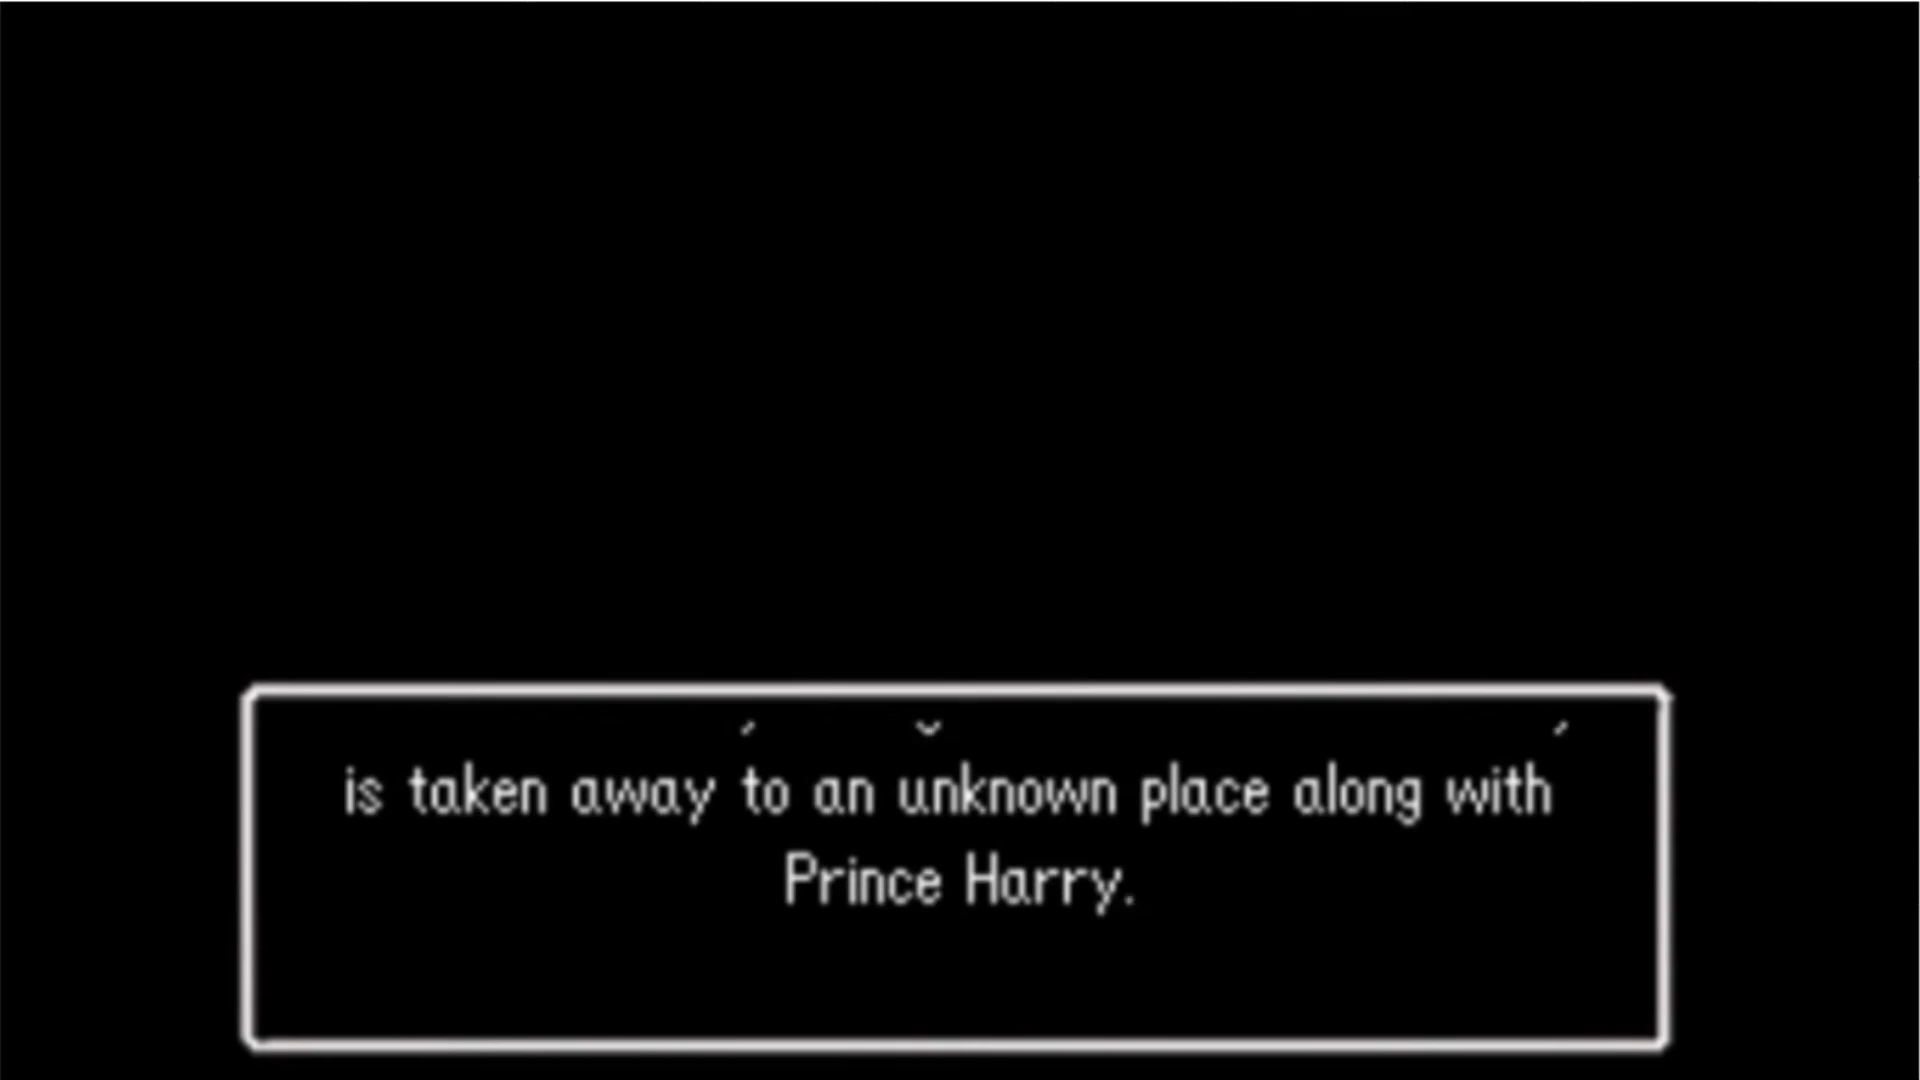 is taken away to an unknown place along with
Prince Harry.